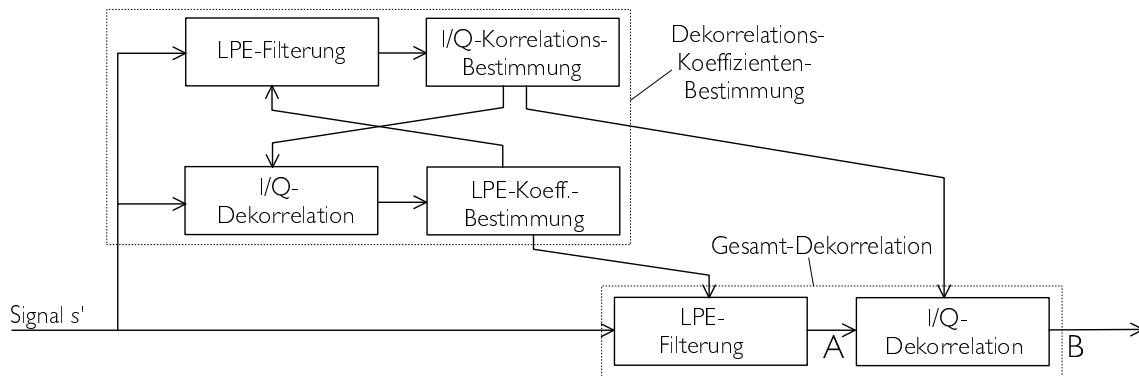 LPE-Filterung
I/Q-Korrelations-
Bestimmung
Dekorrelations-
Koeffizienten-
Bestimmung
I/Q-
Dekorrelation
LPE-Koeff.-
Bestimmung
Gesamt-Dekorrelation
Signal s'
LPE-
Filterung
A
I/Q-
Dekorrelation
B